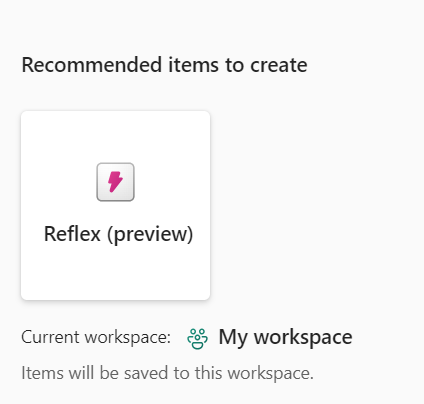 Recommended items to create
Reflex (preview)
Current workspace: My workspace
Items will be saved to this workspace.